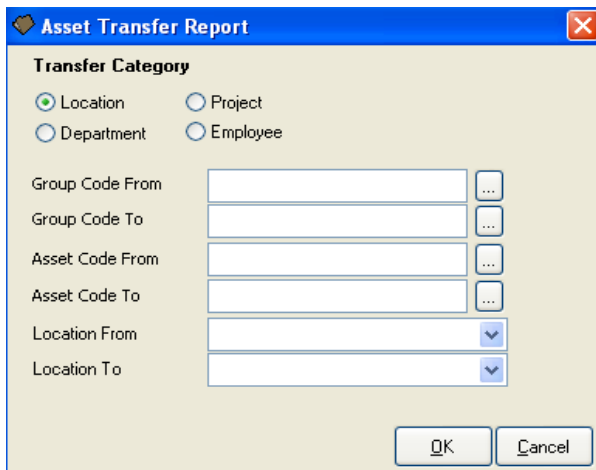 Asset Transfer Report
Transfer Category
Location Project
Department Employee
Group Code From ...
Group Code To ...
Asset Code From ...
Asset Code To ...
Location From
Location To
OK Cancel